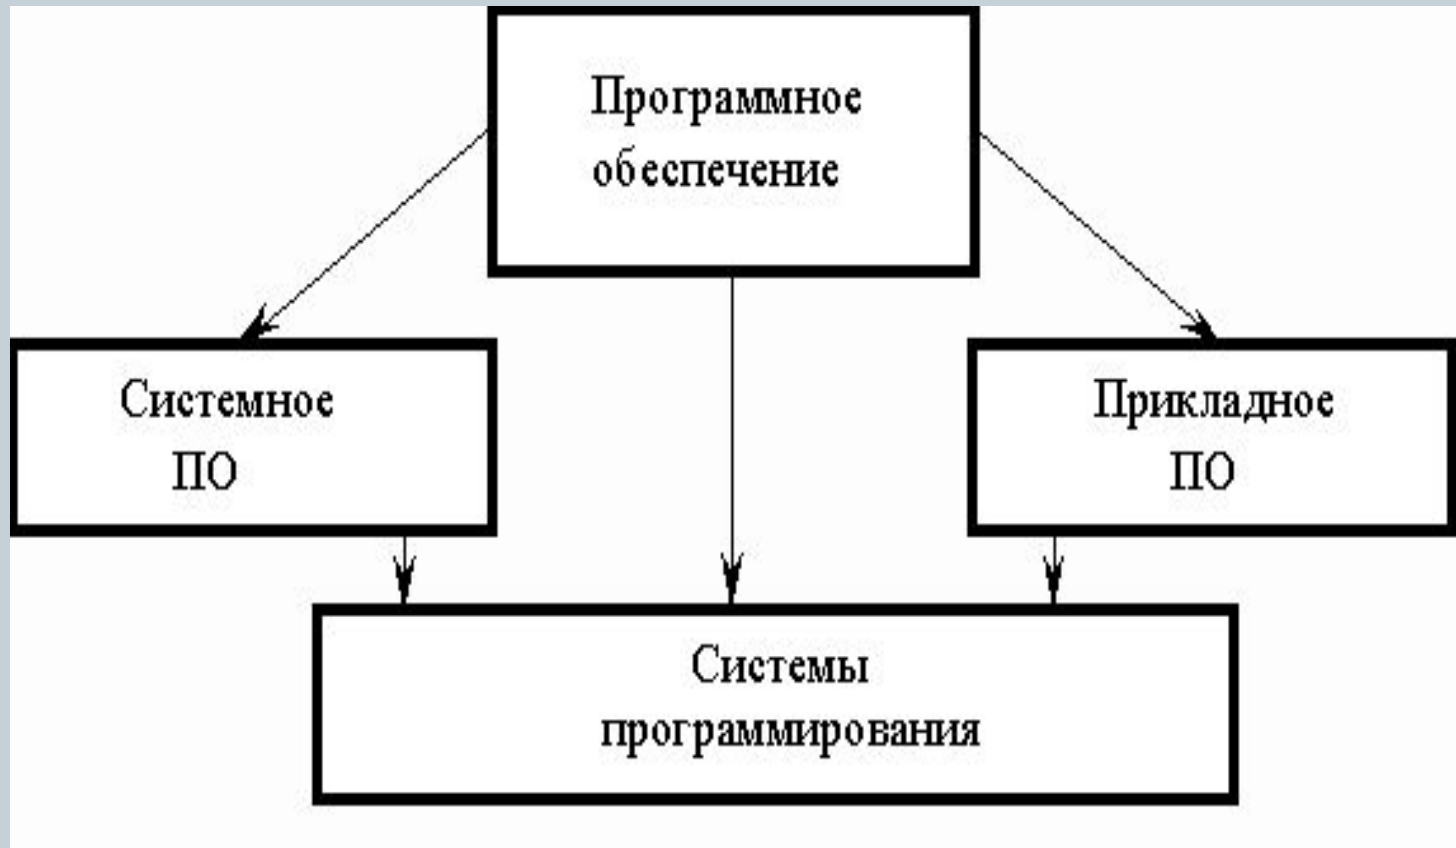 Программное
обеспечение
Системное
ПО
Прикладное
ПО
Системы
программирования